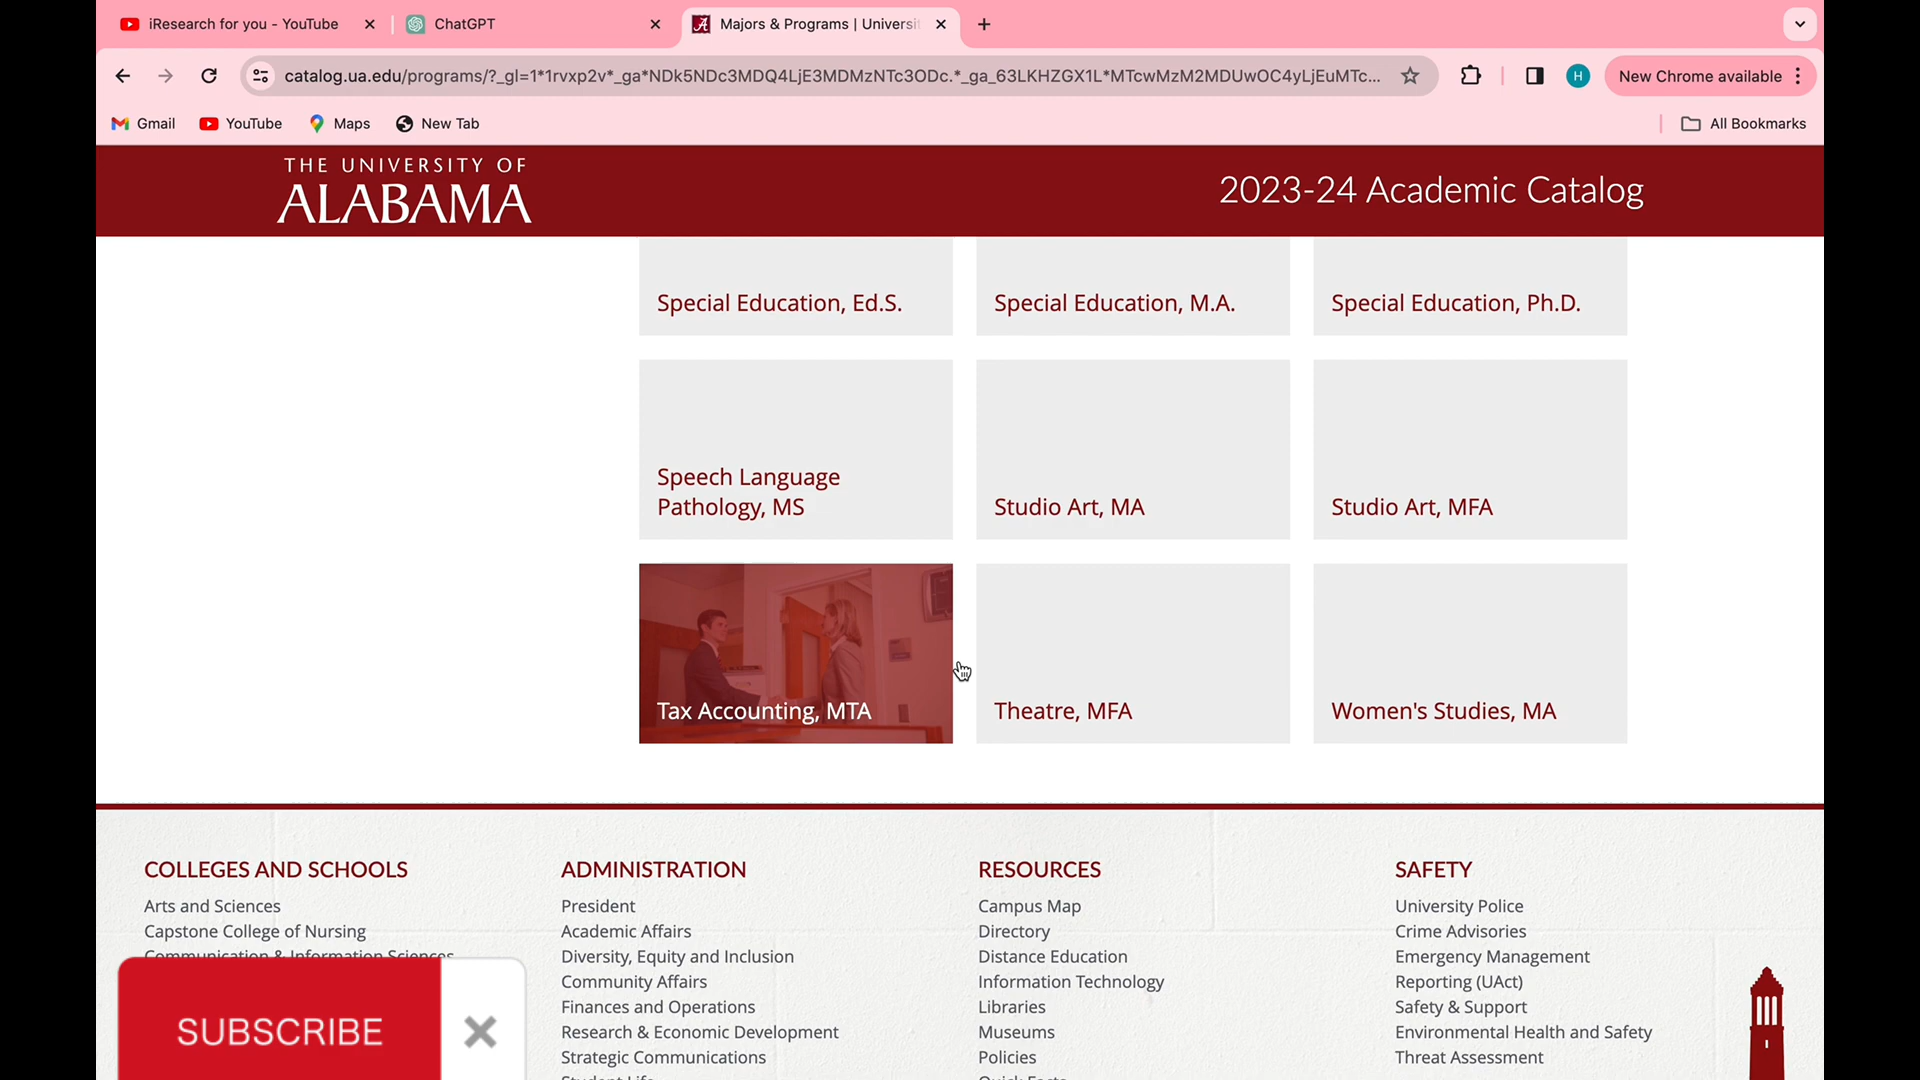 iResearch for you - YouTube
ChatGPT
Majors & Programs | Universi
catalog.ua.edu/programs/?_gl=1*1rvxp2v*_ga*NDk5NDc3MDQ4LjE3MDMzNTc3ODc.*_ga_63LKHZGX1L*MTcwMzM2MDUwOC4yLjEuMTc...
H
New Chrome available
Gmail
YouTube
Maps
New Tab
All Bookmarks
THE UNIVERSITY OF
ALABAMA
2023-24 Academic Catalog
Special Education, Ed.S.
Special Education, M.A.
Special Education, Ph.D.
Speech Language
Pathology, MS
Studio Art, MA
Studio Art, MFA
Tax Accounting, MTA
Theatre, MFA
Women's Studies, MA
COLLEGES AND SCHOOLS
Arts and Sciences
Capstone College of Nursing
Communication & Information Sciences
ADMINISTRATION
President
Academic Affairs
Diversity, Equity and Inclusion
Community Affairs
Finances and Operations
Research & Economic Development
Strategic Communications
Student Life
RESOURCES
Campus Map
Directory
Distance Education
Information Technology
Libraries
Museums
Policies
Quick Facts
SAFETY
University Police
Crime Advisories
Emergency Management
Reporting (UAct)
Safety & Support
Environmental Health and Safety
Threat Assessment
SUBSCRIBE